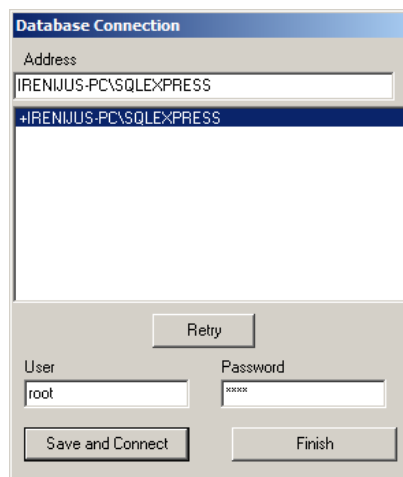 Database Connection
Address
IRENIJUS-PC\SQLEXPRESS
+IRENIJUS-PC\SQLEXPRESS
Retry
User
Password
root
****
Save and Connect
Finish